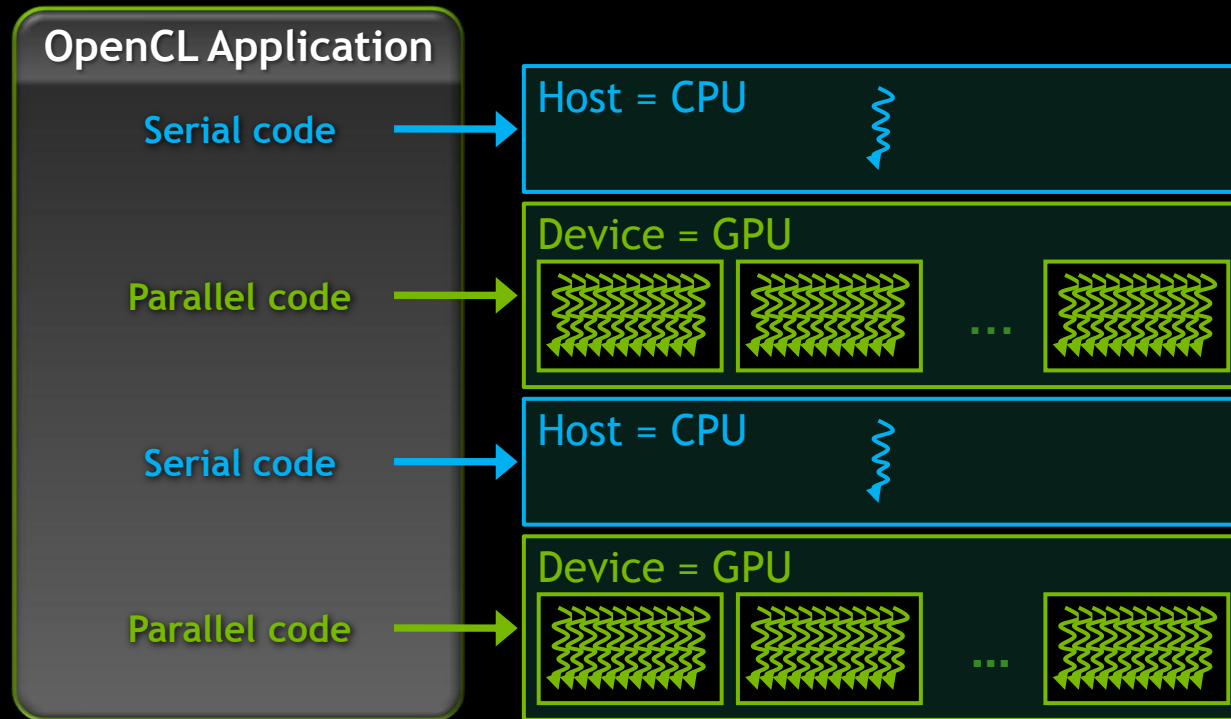 OpenCL Application
Serial code
Host = CPU
Parallel code
Device = GPU
...
Serial code
Host = CPU
Parallel code
Device = GPU
...